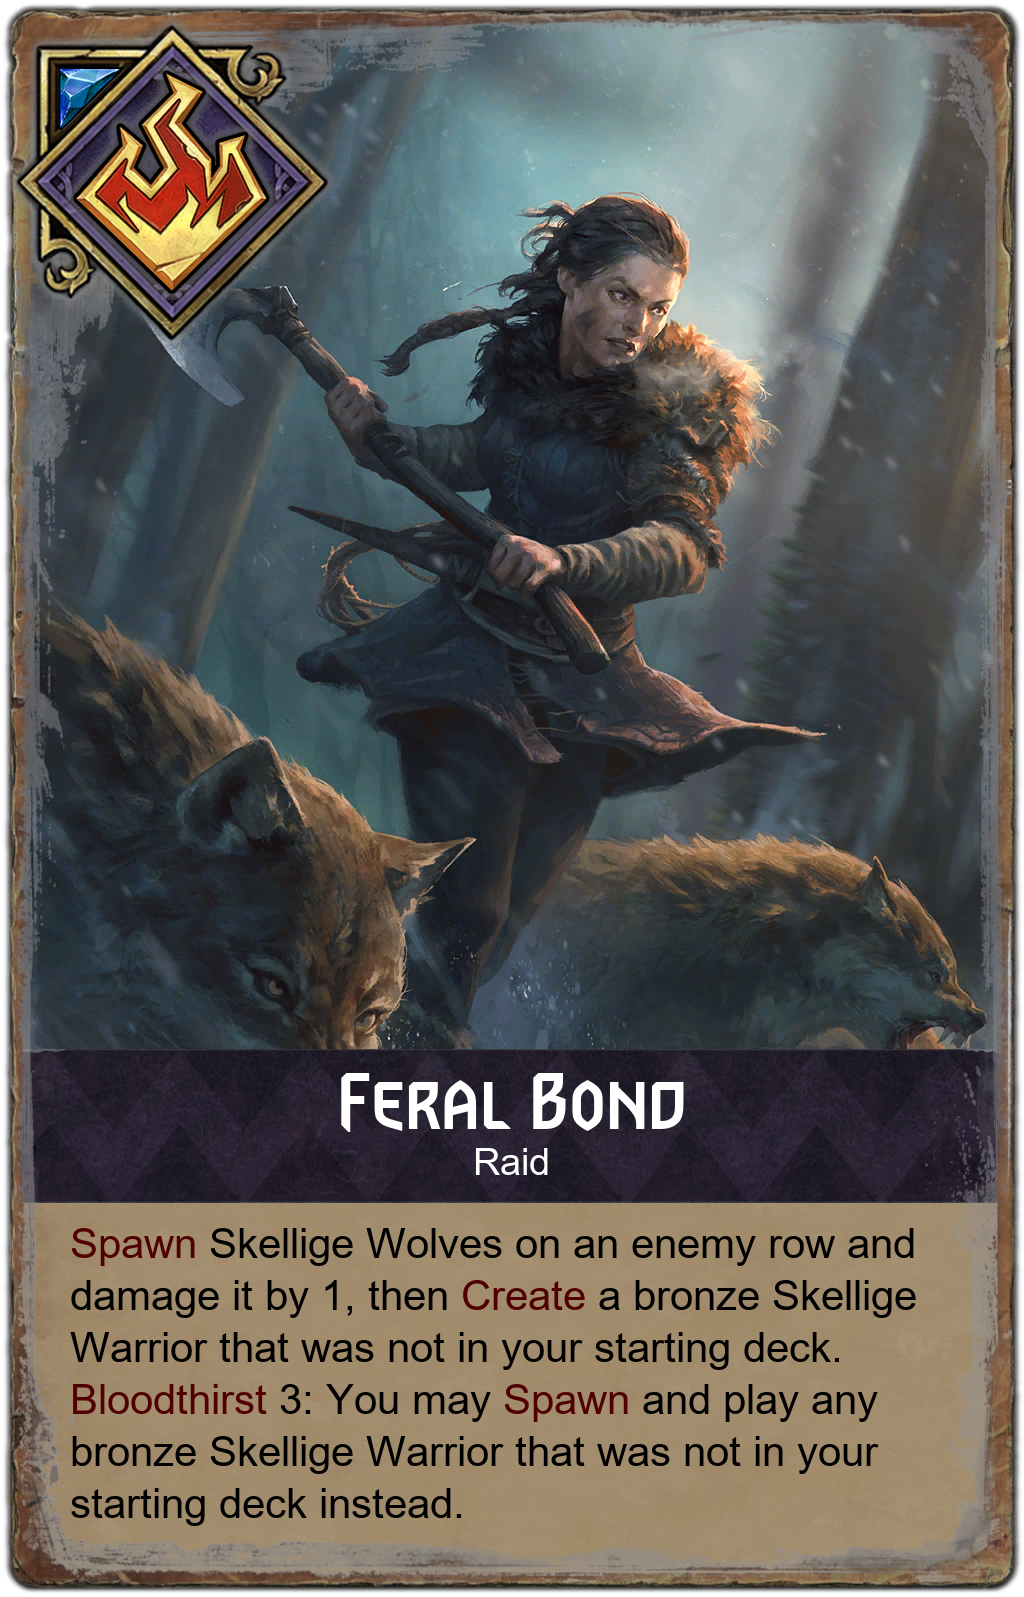 Feral Bond
Raid
Spawn Skellige Wolves on an enemy row and
damage it by 1, then Create a bronze Skellige
Warrior that was not in your starting deck.
Bloodthirst 3: You may Spawn and play any
bronze Skellige Warrior that was not in your
starting deck instead.